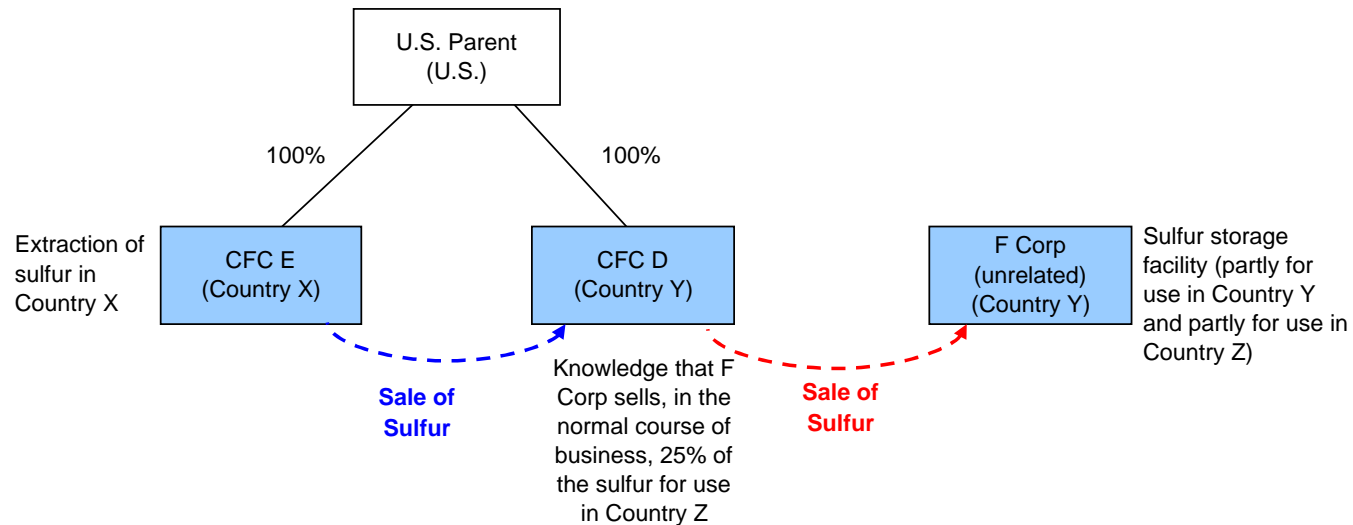 U.S. Parent
(U.S.)
100%
100%
Extraction of
sulfur in
Country X
CFC E
(Country X)
CFC D
(Country Y)
F Corp
(unrelated)
(Country Y)
Sulfur storage
facility (partly for
use in Country Y
and partly for use in
Country Z)
Sale of
Sulfur
Knowledge that F
Corp sells, in the
normal course of
business, 25% of
the sulfur for use
in Country Z
Sale of
Sulfur